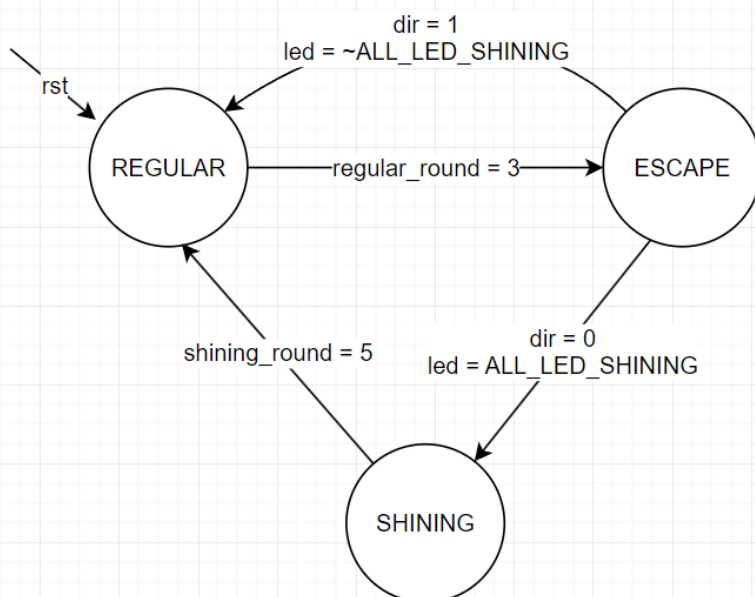 dir = 1
led = ~ALL_LED_SHINING
rst
REGULAR
regular_round = 3
ESCAPE
dir = 0
led = ALL_LED_SHINING
shining_round = 5
SHINING